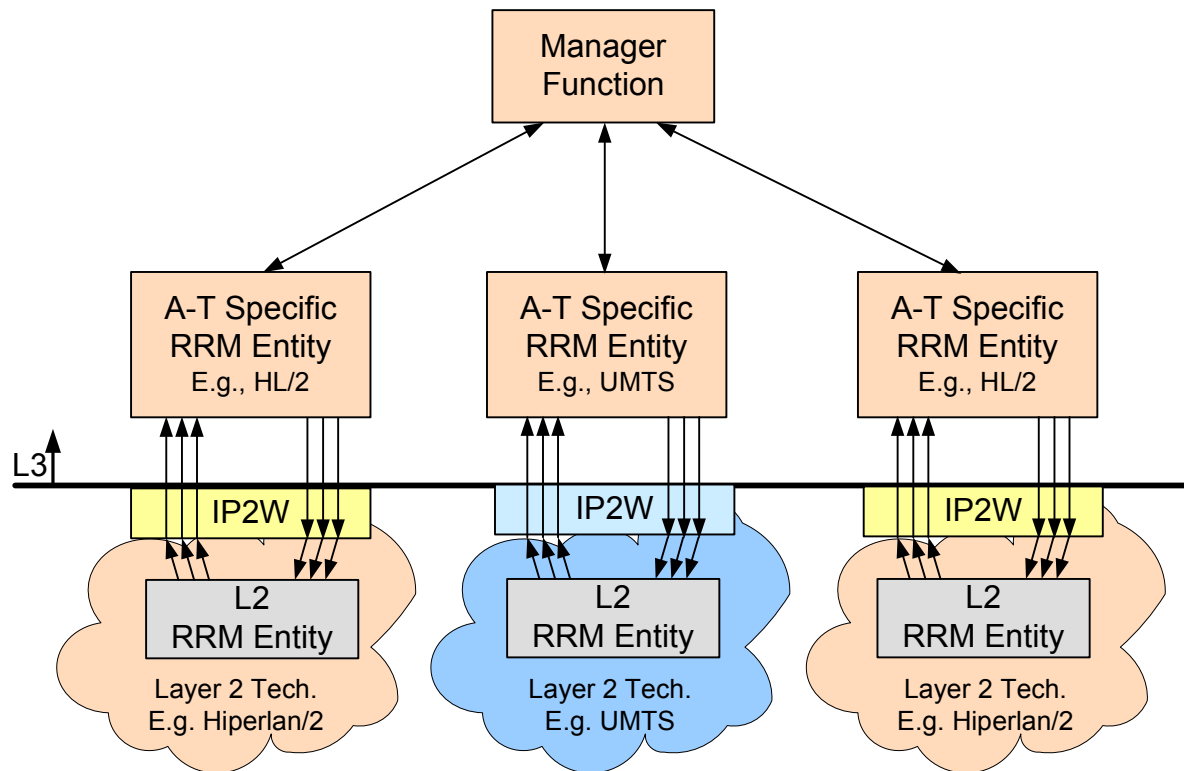 Manager
Function
A-T Specific
RRM Entity
E.g., HL/2
A-T Specific
RRM Entity
E.g., UMTS
A-T Specific
RRM Entity
E.g., HL/2
L3
IP2W
IP2W
IP2W
L2
RRM Entity
L2
RRM Entity
L2
RRM Entity
Layer 2 Tech.
E.g. Hiperlan/2
Layer 2 Tech.
E.g. UMTS
Layer 2 Tech.
E.g. Hiperlan/2